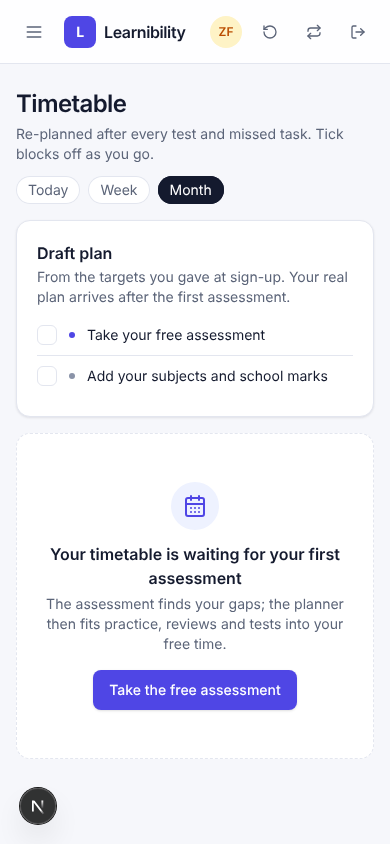 L Learnibility ZF
Timetable
Re-planned after every test and missed task. Tick
blocks off as you go.
Today Week Month
Draft plan
From the targets you gave at sign-up. Your real
plan arrives after the first assessment.
Take your free assessment
Add your subjects and school marks
Your timetable is waiting for your first
assessment
The assessment finds your gaps; the planner
then fits practice, reviews and tests into your
free time.
Take the free assessment
N